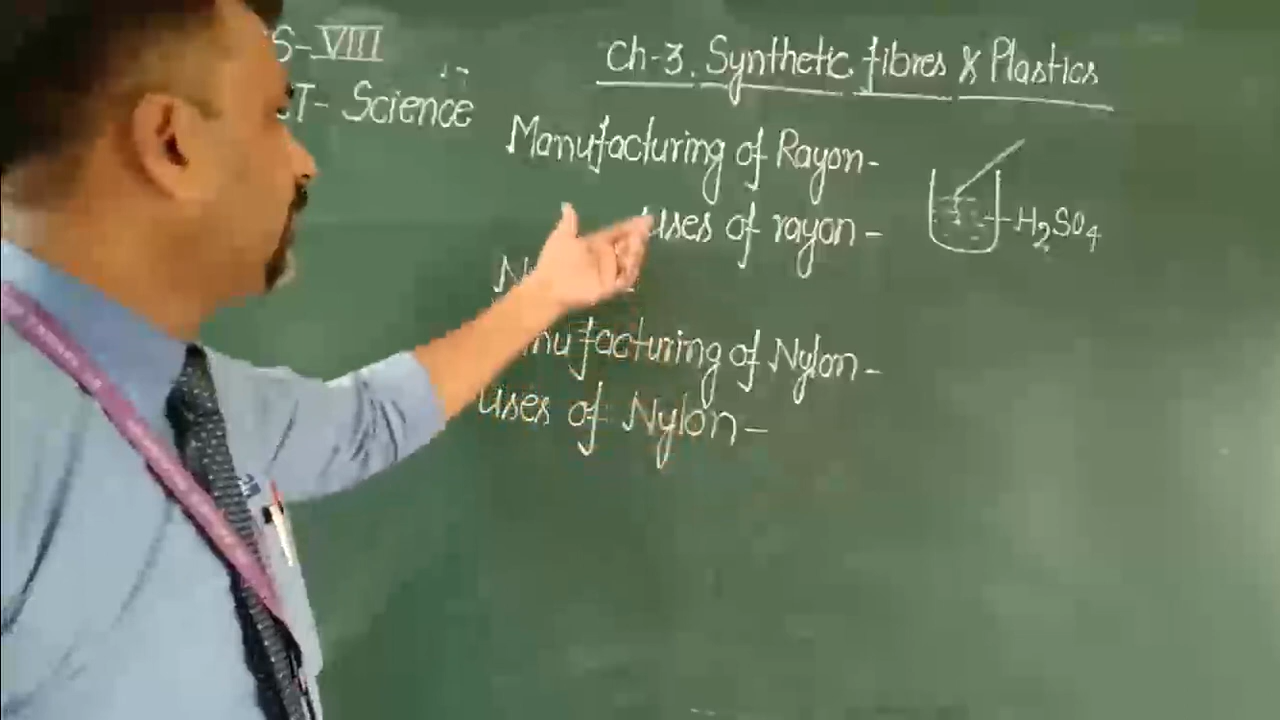 S-VIII
CT- Science
Ch-3. Synthetic fibres & Plastics
Manufacturing of Rayon-
uses of rayon -
H2SO4
nufacturing of Nylon-
uses of Nylon-